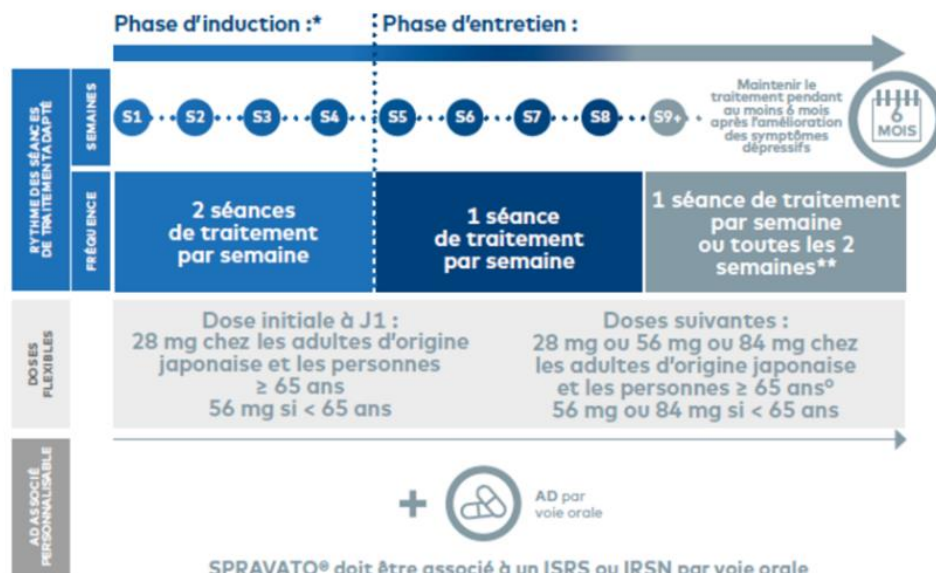 Phase d'induction :*
Phase d'entretien :
RYTHME DES SÉANCES
DE TRAITEMENT ADAPTÉ
SEMAINES
S1 S2 S3 S4 S5 S6 S7 S8 S9+
Maintenir le
traitement pendant
au moins 6 mois
après l'amélioration
des symptômes
dépressifs
6
MOIS
FRÉQUENCE
2 séances
de traitement
par semaine
1 séance
de traitement
par semaine
1 séance de traitement
par semaine
ou toutes les 2
semaines**
DOSES
FLEXIBLES
Dose initiale à J1 :
28 mg chez les adultes d'origine
japonaise et les personnes
≥ 65 ans
56 mg si < 65 ans
Doses suivantes :
28 mg ou 56 mg ou 84 mg chez
les adultes d'origine japonaise
et les personnes ≥ 65 ans°
56 mg ou 84 mg si < 65 ans
AD ASSOCIÉ
PERSONNALISABLE
+
AD par
voie orale
SPRAVATO® doit être associé à un ISRS ou IRSN par voie orale